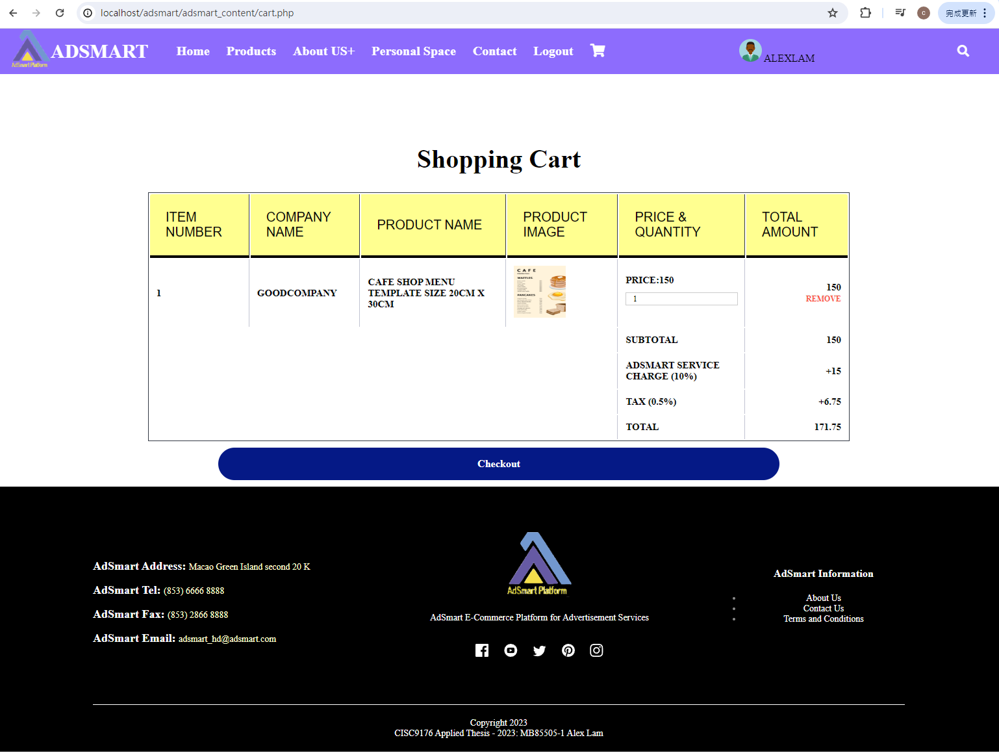 localhost/adsmart/adsmart_content/cart.php
C
完成更新
AdSmart Platform
ADSMART
Home
Products
About US+
Personal Space
Contact
Logout
ALEXLAM
Shopping Cart
ITEM
NUMBER
COMPANY
NAME
PRODUCT NAME
PRODUCT
IMAGE
PRICE &
QUANTITY
TOTAL
AMOUNT
1
GOODCOMPANY
CAFE SHOP MENU
TEMPLATE SIZE 20CM X
30CM
CAFE
WAFFLES
PANCAKES
PRICE:150
1
150
REMOVE
SUBTOTAL
150
ADSMART SERVICE
CHARGE (10%)
+15
TAX (0.5%)
+6.75
TOTAL
171.75
Checkout
AdSmart Address: Macao Green Island second 20 K
AdSmart Tel: (853) 6666 8888
AdSmart Fax: (853) 2866 8888
AdSmart Email: adsmart_hd@adsmart.com
AdSmart Platform
AdSmart E-Commerce Platform for Advertisement Services
AdSmart Information
About Us
Contact Us
Terms and Conditions
Copyright 2023
CISC9176 Applied Thesis - 2023: MB85505-1 Alex Lam